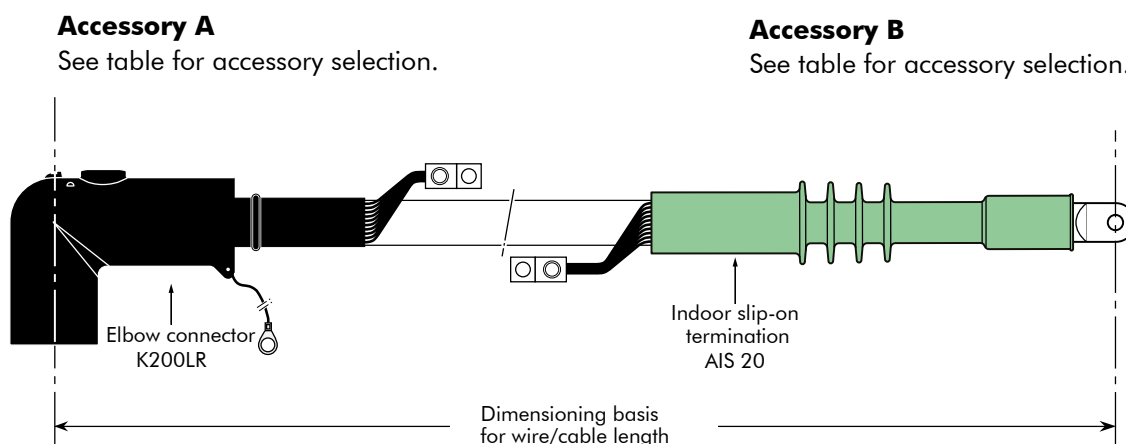 Accessory A
See table for accessory selection.
Accessory B
See table for accessory selection.
Elbow connector
K200LR
Indoor slip-on
termination
AIS 20
Dimensioning basis
for wire/cable length